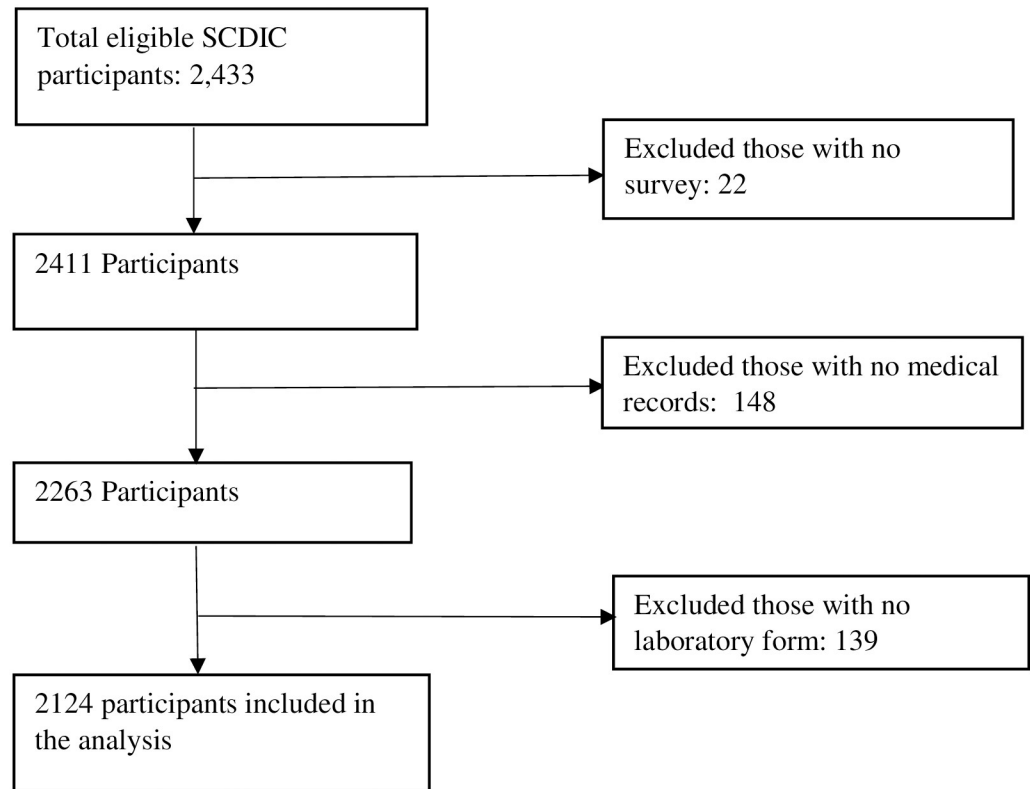 Total eligible SCDIC
participants: 2,433
Excluded those with no
survey: 22
2411 Participants
Excluded those with no medical
records:  148
2263 Participants
Excluded those with no
laboratory form: 139
2124 participants included in
the analysis